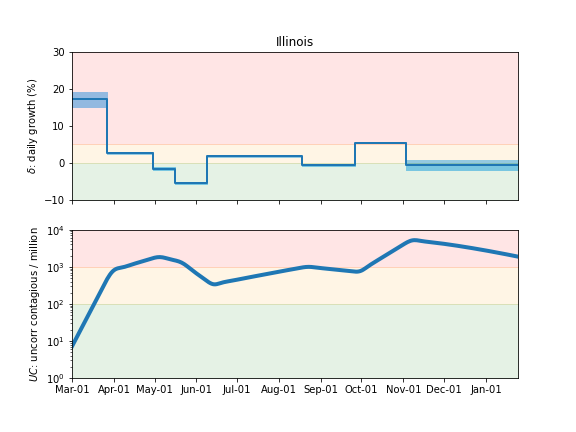 Illinois
δ: daily growth (%)
30
20
10
0
−10
UC: uncorr contagious / million
10⁴
10³
10²
10¹
10⁰
Mar-01 Apr-01 May-01 Jun-01 Jul-01 Aug-01 Sep-01 Oct-01 Nov-01 Dec-01 Jan-01